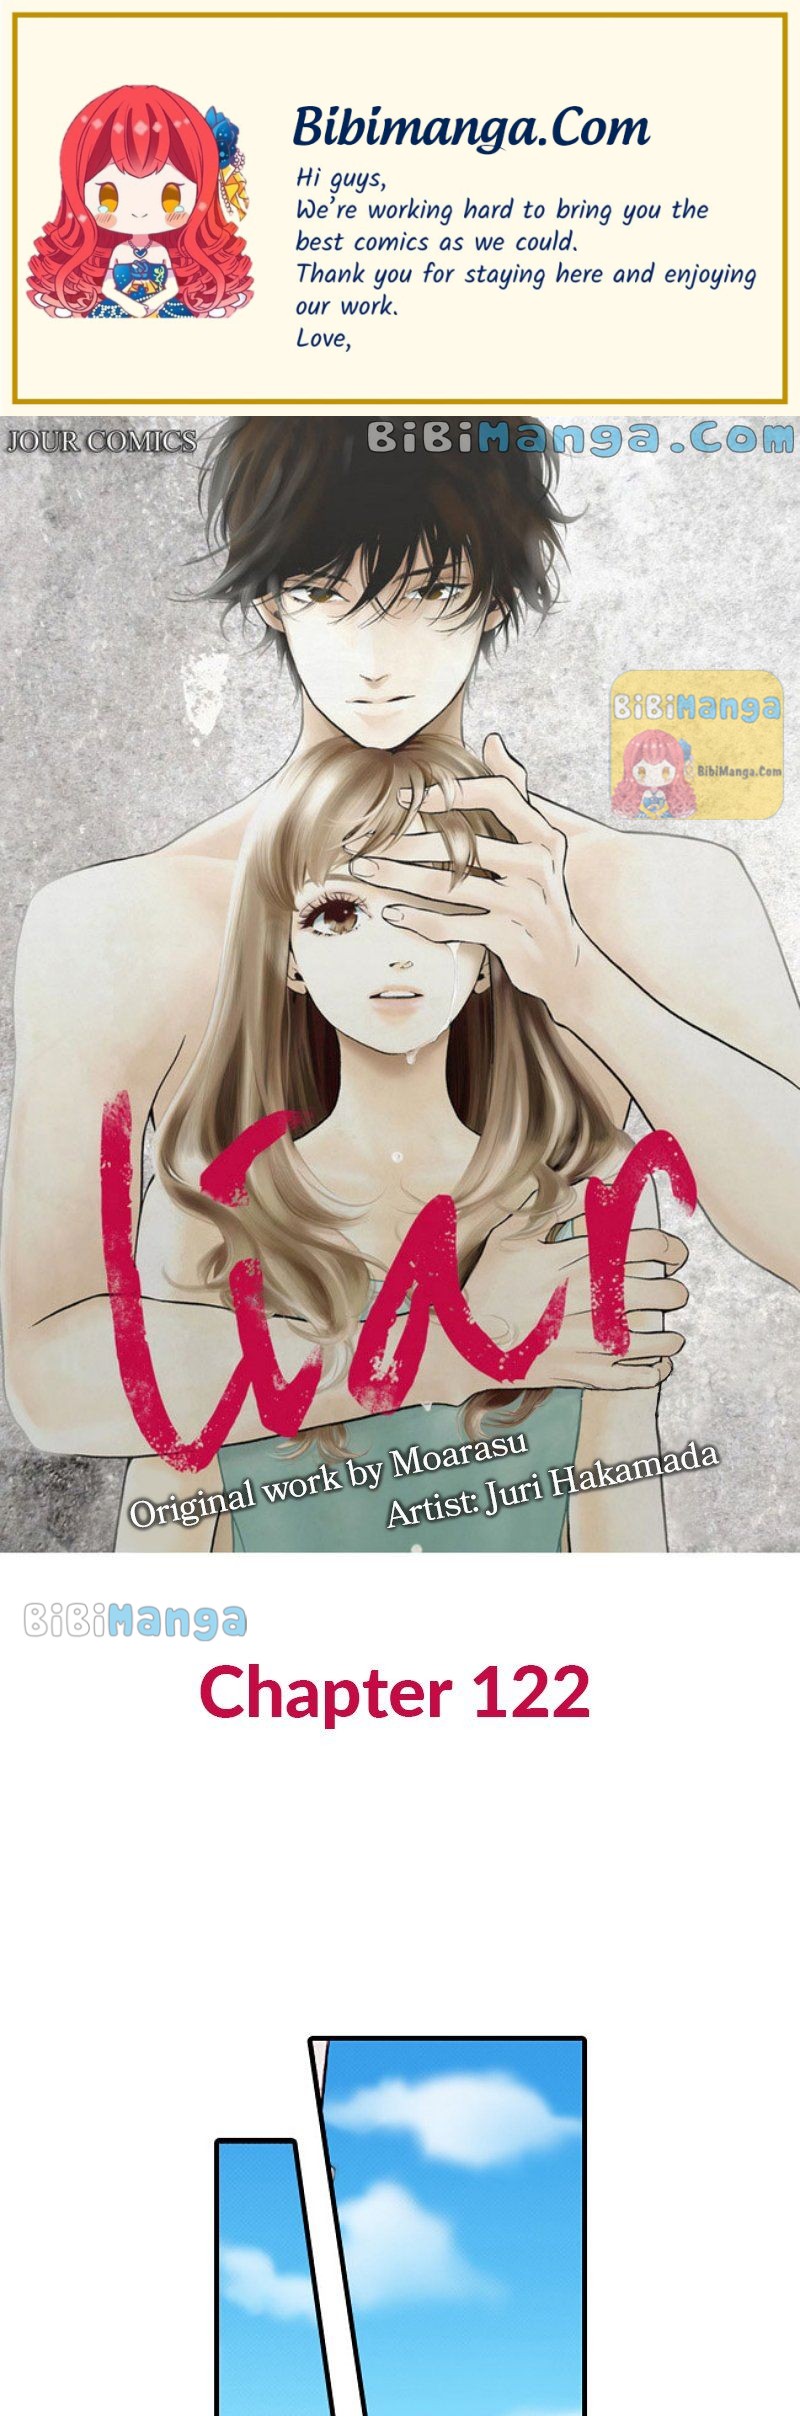 Bibimanga.Com
Hi guys,
We're working hard to bring you the
best comics as we could.
Thank you for staying here and enjoying
our work.
Love,
JOUR COMICS
BiBiManga.Com
BiBiManga
BibiManga.Com
liar
Original work by Moarasu
Artist: Juri Hakamada
BiBiManga
Chapter 122